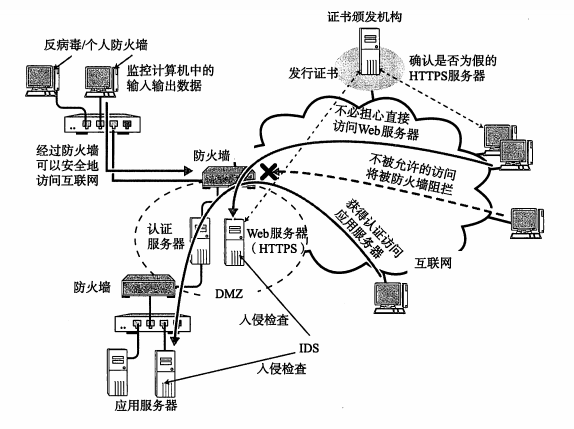 证书颁发机构
反病毒/个人防火墙
监控计算机中的
输入输出数据
发行证书
确认是否为假的
HTTPS服务器
不必担心直接
访问Web服务器
经过防火墙
可以安全地
访问互联网
防火墙
不被允许的访问
将被防火墙阻拦
认证
服务器
Web服务器
（HTTPS）
获得认证访问
应用服务器
互联网
防火墙
DMZ
入侵检查
IDS
入侵检查
应用服务器